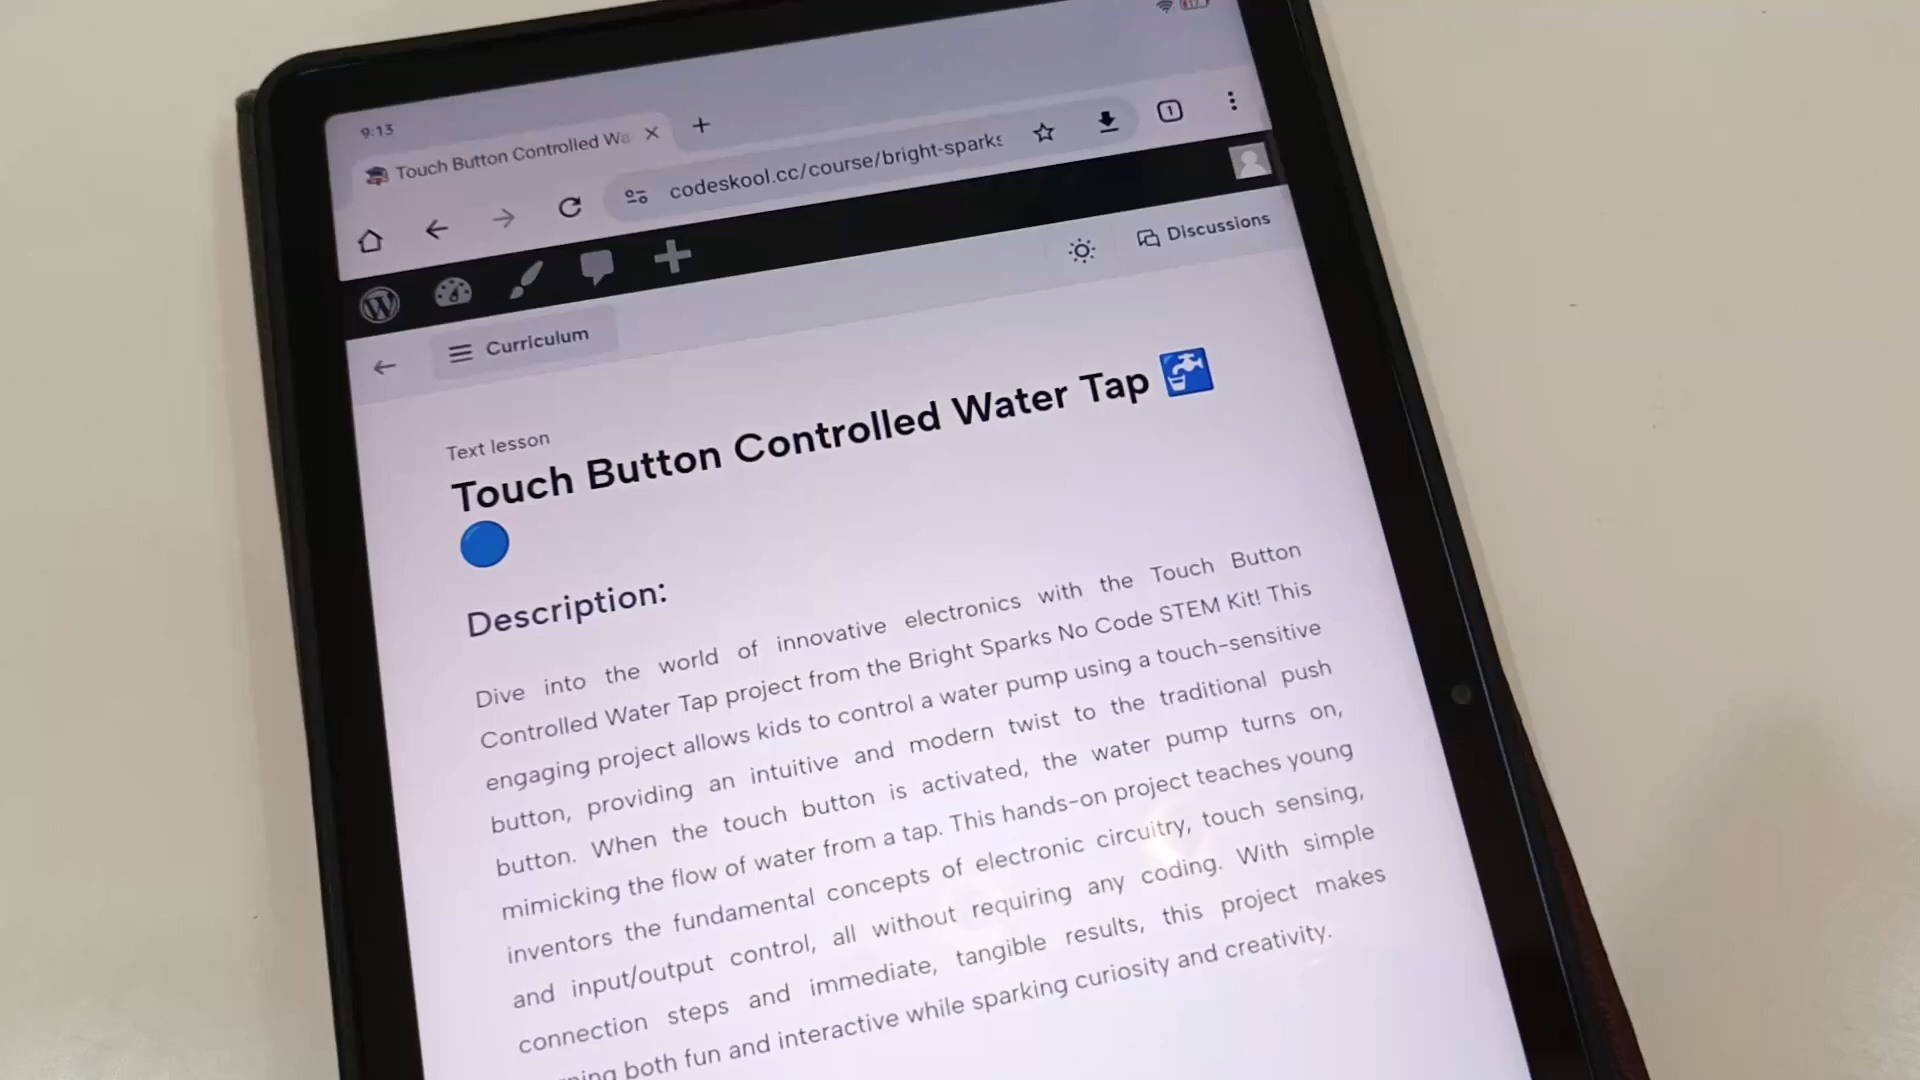 9:13
Touch Button Controlled Wa
codeskool.cc/course/bright-sparks
1
Discussions
Curriculum
Text lesson
Touch Button Controlled Water Tap
Description:
Dive into the world of innovative electronics with the Touch Button
Controlled Water Tap project from the Bright Sparks No Code STEM Kit! This
engaging project allows kids to control a water pump using a touch-sensitive
button, providing an intuitive and modern twist to the traditional push
button. When the touch button is activated, the water pump turns on,
mimicking the flow of water from a tap. This hands-on project teaches young
inventors the fundamental concepts of electronic circuitry, touch sensing,
and input/output control, all without requiring any coding. With simple
connection steps and immediate, tangible results, this project makes
both fun and interactive while sparking curiosity and creativity.